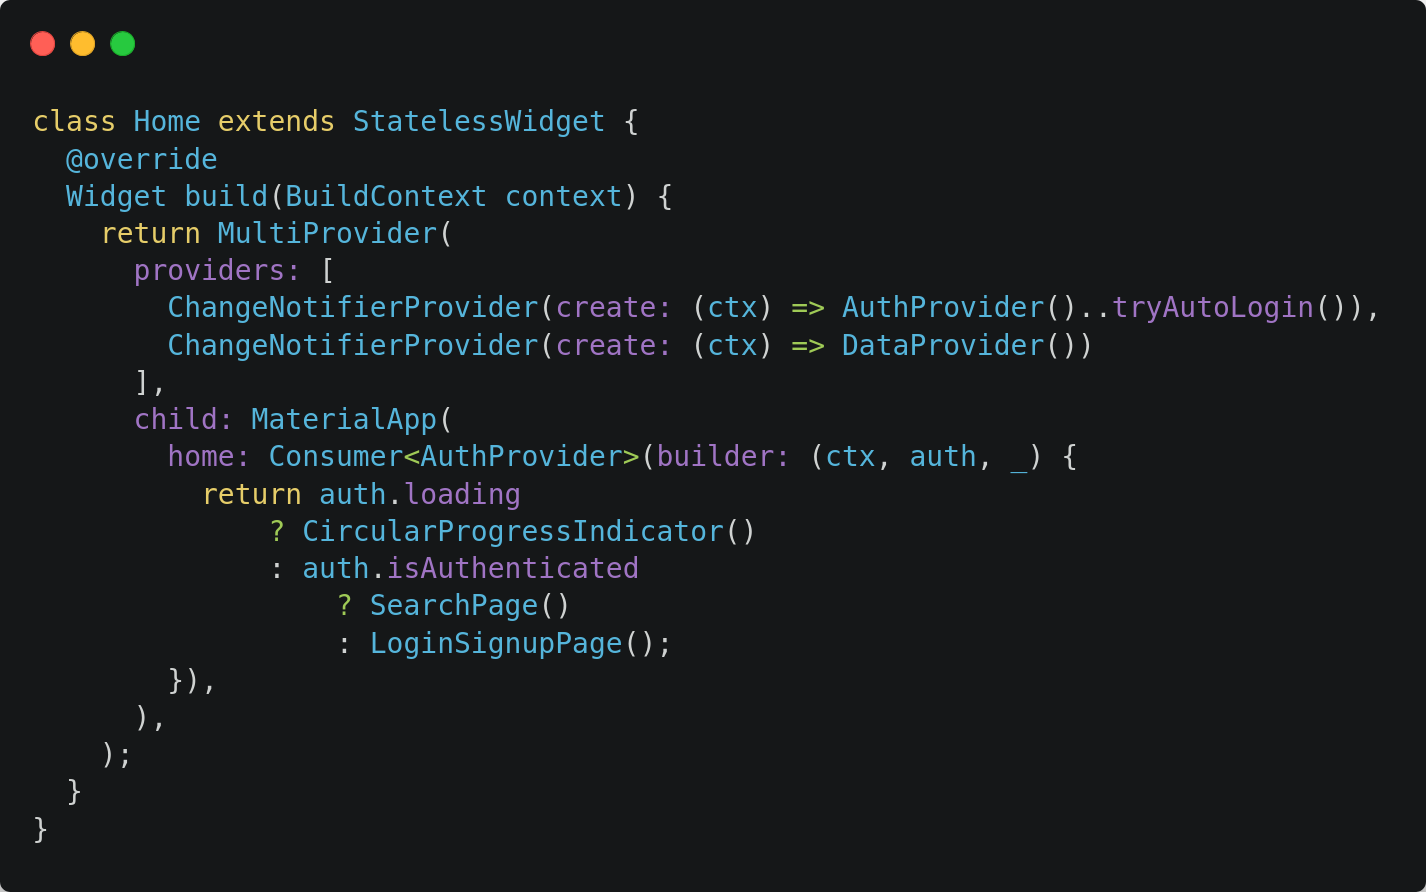 class Home extends StatelessWidget {
  @override
  Widget build(BuildContext context) {
    return MultiProvider(
      providers: [
        ChangeNotifierProvider(create: (ctx) => AuthProvider()..tryAutoLogin()),
        ChangeNotifierProvider(create: (ctx) => DataProvider())
      ],
      child: MaterialApp(
        home: Consumer<AuthProvider>(builder: (ctx, auth, _) {
          return auth.loading
              ? CircularProgressIndicator()
              : auth.isAuthenticated
                  ? SearchPage()
                  : LoginSignupPage();
        }),
      ),
    );
  }
}